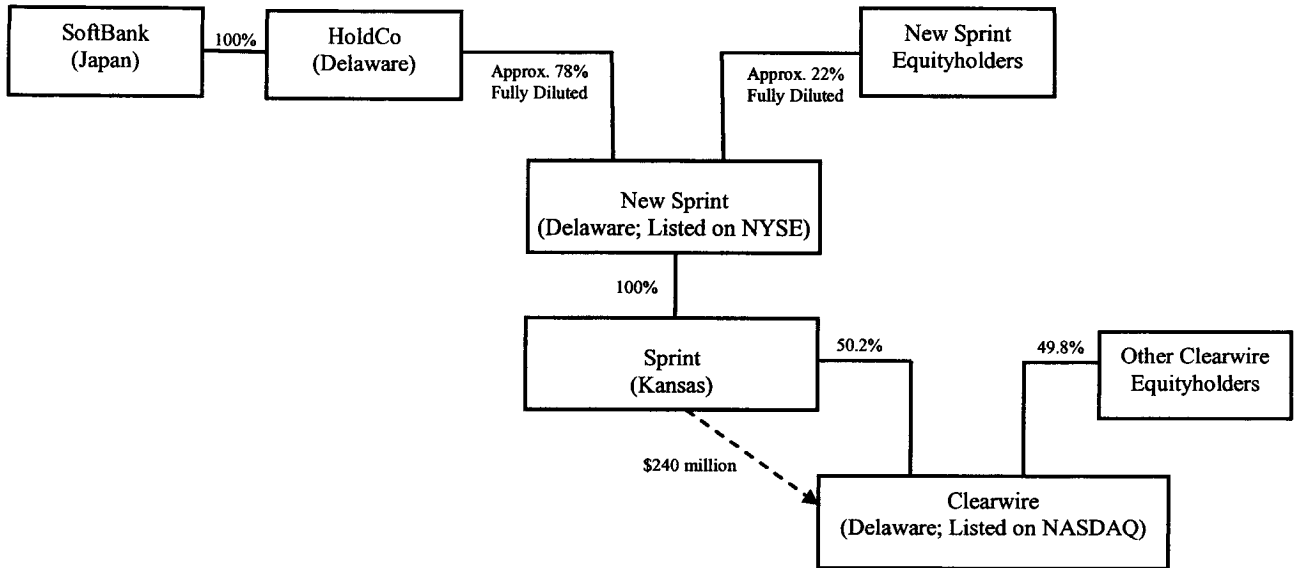 SoftBank
(Japan)
100%
HoldCo
(Delaware)
Approx. 78%
Fully Diluted
Approx. 22%
Fully Diluted
New Sprint
Equityholders
New Sprint
(Delaware; Listed on NYSE)
100%
Sprint
(Kansas)
50.2%
49.8%
Other Clearwire
Equityholders
$240 million
Clearwire
(Delaware; Listed on NASDAQ)